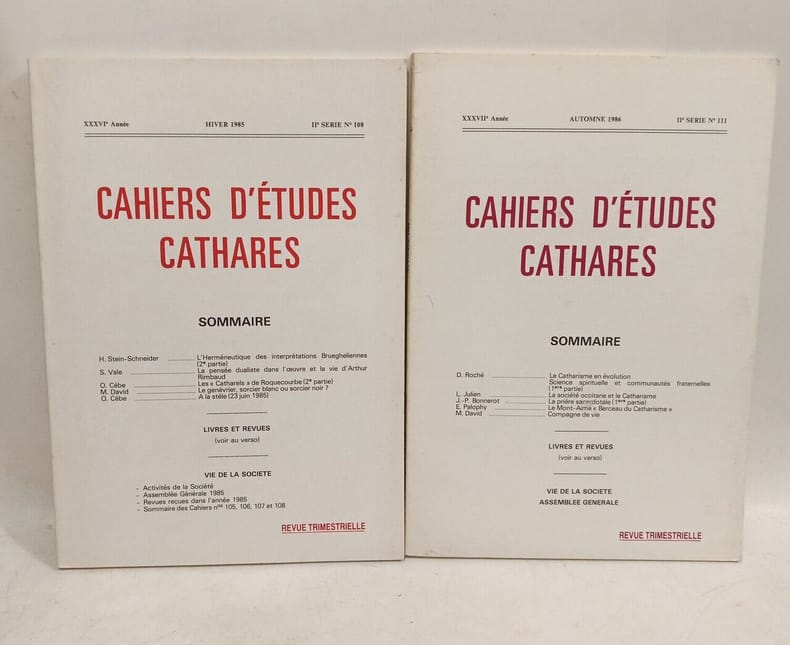 XXXVIᵉ Année HIVER 1985 IIᵉ SERIE Nº 108
CAHIERS D'ÉTUDES
CATHARES
SOMMAIRE
H. Stein-Schneider L'Herméneutique des interprétations Bruegheliennes
(2ᵉ partie)
S. Vale La pensée dualiste dans l'œuvre et la vie d'Arthur
Rimbaud
O. Cèbe Les « Catharels » de Roquecourbe (2ᵉ partie)
M. David Le genévrier, sorcier blanc ou sorcier noir ?
O. Cèbe A la stèle (23 juin 1985)
LIVRES ET REVUES
(voir au verso)
VIE DE LA SOCIETE
- Activités de la Société
- Assemblée Générale 1985
- Revues reçues dans l'année 1985
- Sommaire des Cahiers nᵒˢ 105, 106, 107 et 108
REVUE TRIMESTRIELLE
XXXVIIᵉ Année AUTOMNE 1986 IIᵉ SERIE Nº 111
CAHIERS D'ÉTUDES
CATHARES
SOMMAIRE
D. Roché Le Catharisme en évolution
Science spirituelle et communautés fraternelles
(1ᵉʳᵉ partie)
L. Julien La société occitane et le Catharisme
J.-P. Bonnerot La prière sacerdotale (1ᵉʳᵉ partie)
E. Palophy Le Mont-Aimé « Berceau du Catharisme »
M. David Compagne de vie
LIVRES ET REVUES
(voir au verso)
VIE DE LA SOCIETE
ASSEMBLEE GENERALE
REVUE TRIMESTRIELLE